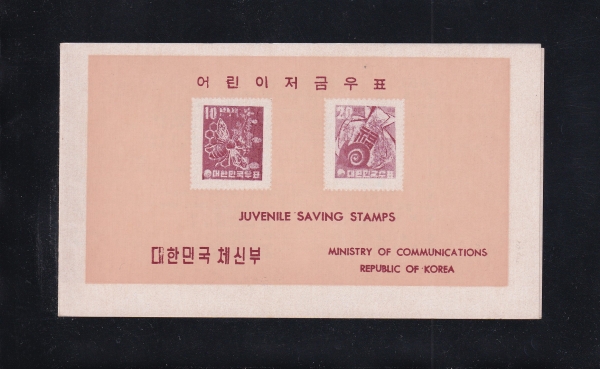 어린이저금우표
10
대한민국우표
20
대한민국우표
JUVENILE SAVING STAMPS
대한민국 체신부
MINISTRY OF COMMUNICATIONS
REPUBLIC OF KOREA